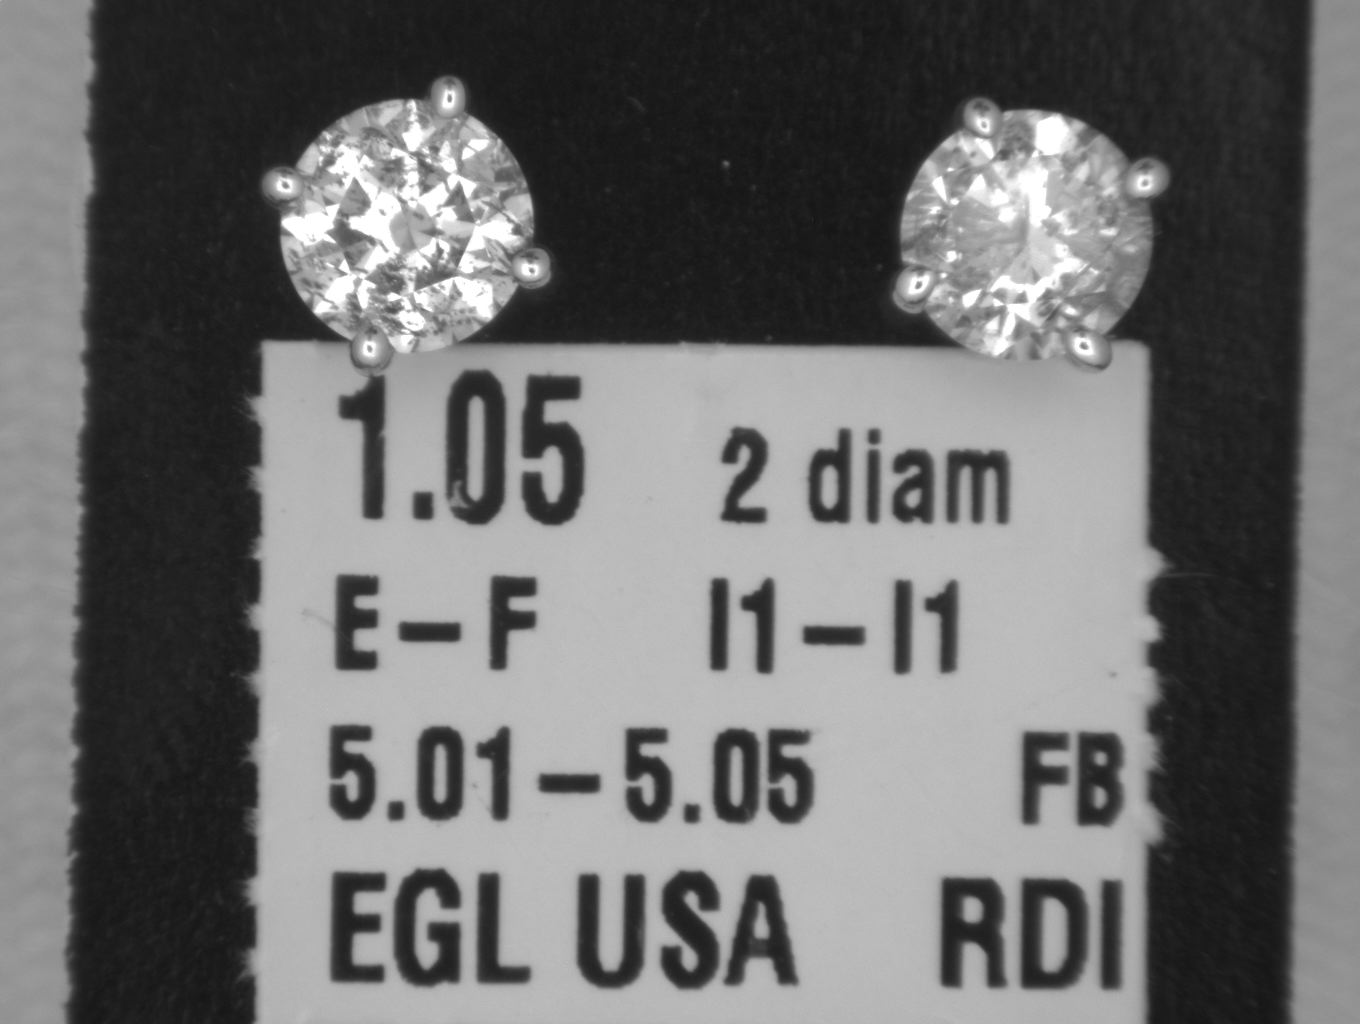 1.05 2 diam
E-F I1-I1
5.01-5.05 FB
EGL USA RDI